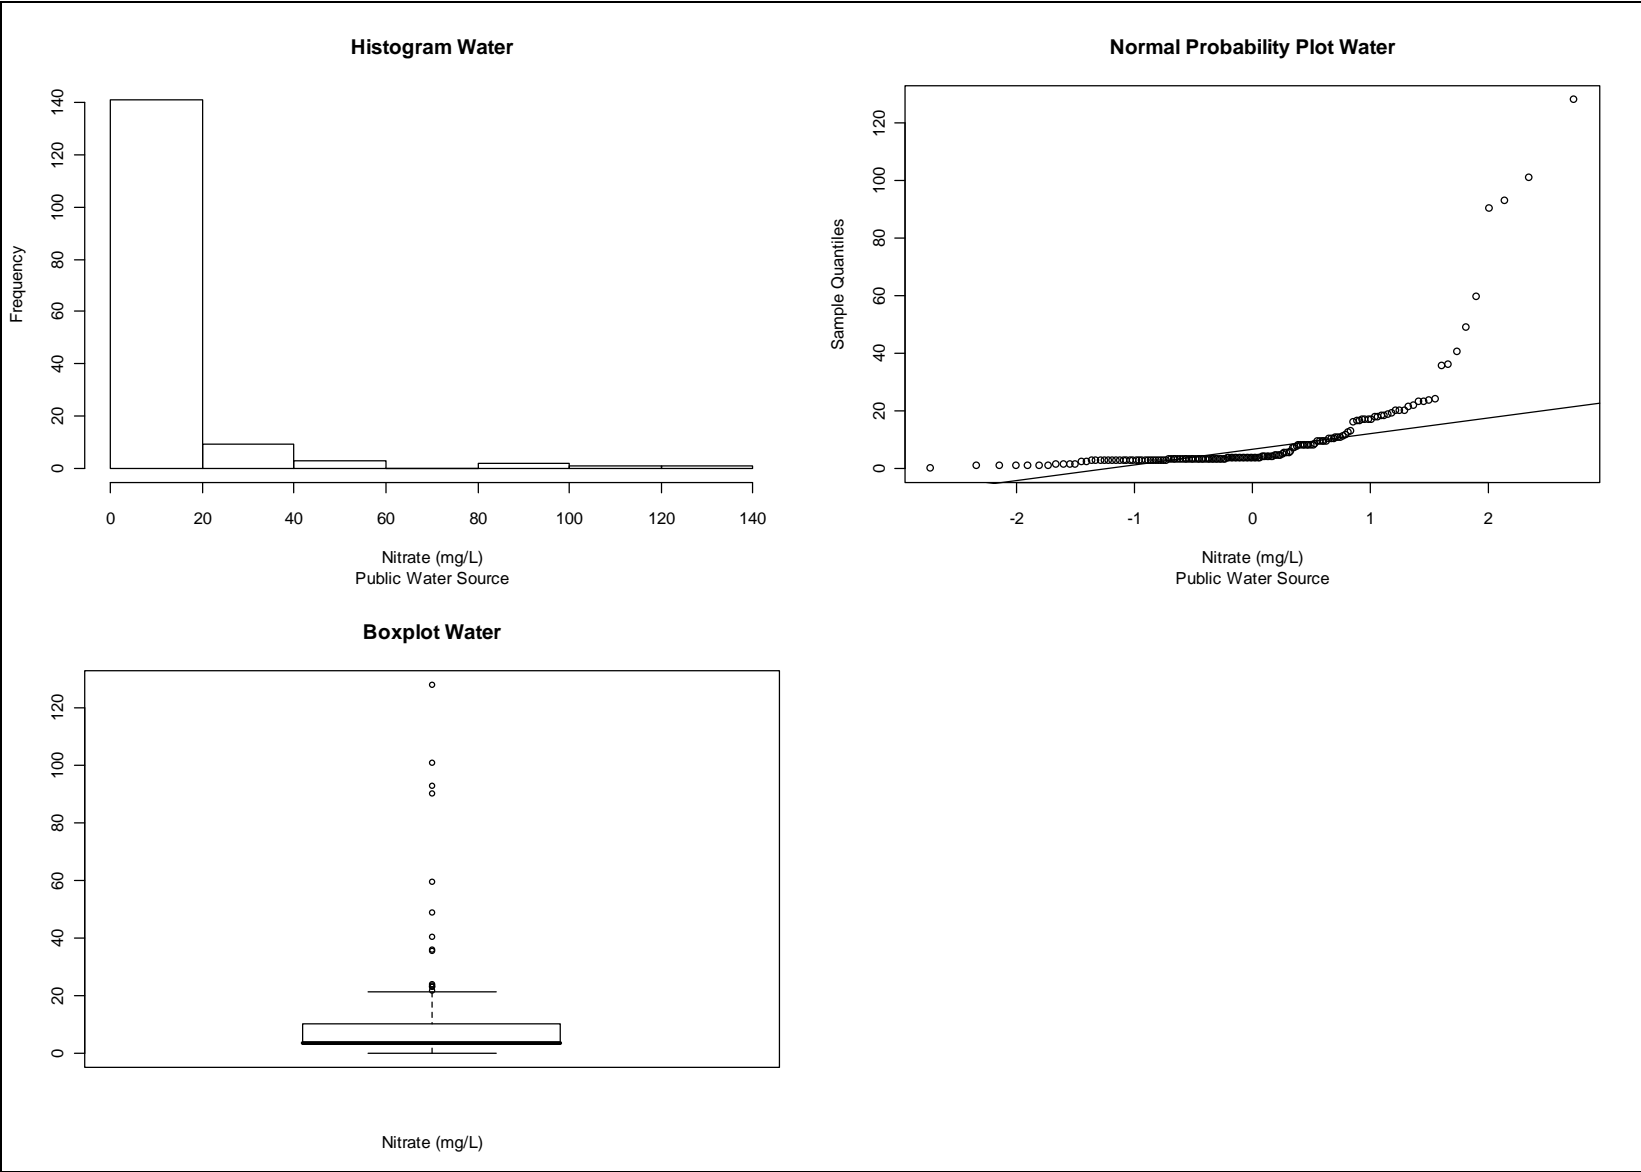 Histogram Water
Frequency
0
20
40
60
80
100
120
140
0 20 40 60 80 100 120 140
Nitrate (mg/L)
Public Water Source
Normal Probability Plot Water
Sample Quantiles
0
20
40
60
80
100
120
-2 -1 0 1 2
Nitrate (mg/L)
Public Water Source
Boxplot Water
0
20
40
60
80
100
120
Nitrate (mg/L)